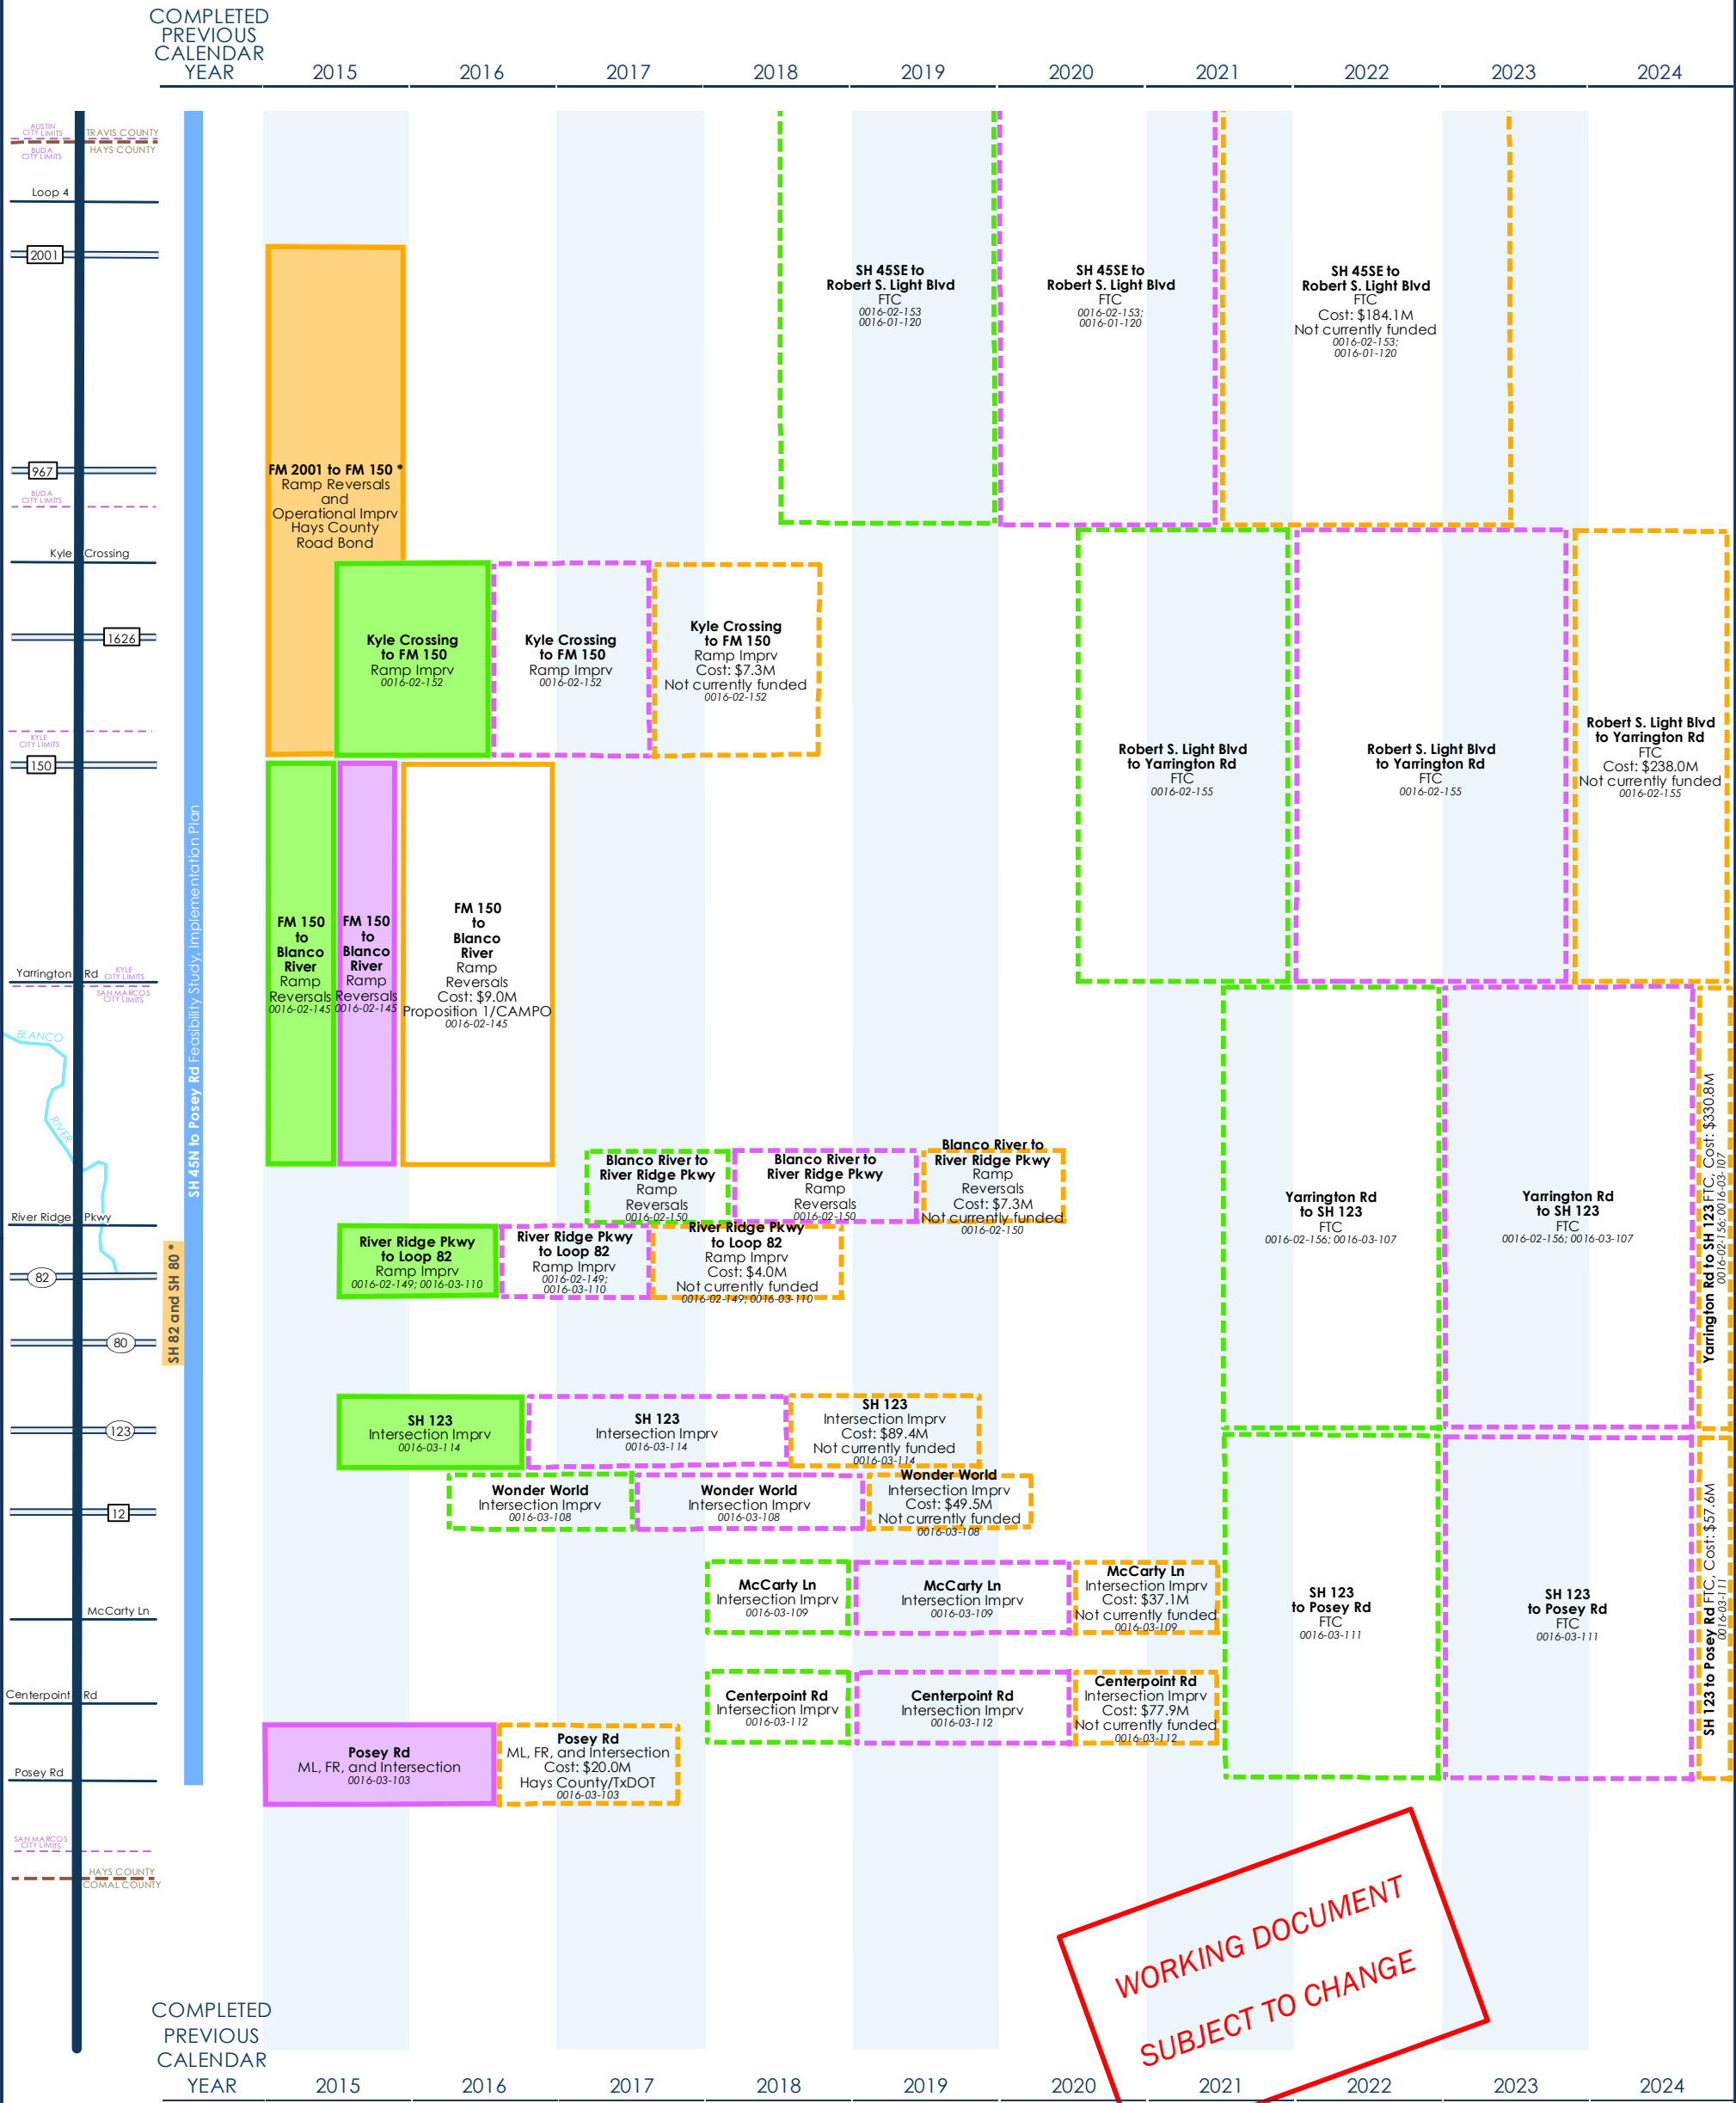 COMPLETED
PREVIOUS
CALENDAR
YEAR
2015
2016
2017
2018
2019
2020
2021
2022
2023
2024
AUSTIN
CITY LIMITS
TRAVIS COUNTY
BUDA
CITY LIMITS
HAYS COUNTY
Loop 4
2001
967
BUDA
CITY LIMITS
Kyle Crossing
1626
KYLE
CITY LIMITS
150
Yarrington Rd
KYLE
CITY LIMITS
SAN MARCOS
CITY LIMITS
BLANCO
RIVER
River Ridge Pkwy
82
80
123
12
McCarty Ln
Centerpoint Rd
Posey Rd
SAN MARCOS
CITY LIMITS
HAYS COUNTY
COMAL COUNTY
SH 82 and SH 80 *
SH 45N to Posey Rd Feasibility Study, Implementation Plan
SH 45SE to
Robert S. Light Blvd
FTC
0016-02-153
0016-01-120
SH 45SE to
Robert S. Light Blvd
FTC
0016-02-153;
0016-01-120
SH 45SE to
Robert S. Light Blvd
FTC
Cost: $184.1M
Not currently funded
0016-02-153;
0016-01-120
FM 2001 to FM 150 *
Ramp Reversals
and
Operational Imprv
Hays County
Road Bond
Kyle Crossing
to FM 150
Ramp Imprv
0016-02-152
Kyle Crossing
to FM 150
Ramp Imprv
0016-02-152
Kyle Crossing
to FM 150
Ramp Imprv
Cost: $7.3M
Not currently funded
0016-02-152
Robert S. Light Blvd
to Yarrington Rd
FTC
0016-02-155
Robert S. Light Blvd
to Yarrington Rd
FTC
0016-02-155
Robert S. Light Blvd
to Yarrington Rd
FTC
Cost: $238.0M
Not currently funded
0016-02-155
FM 150
to
Blanco
River
Ramp
Reversals
0016-02-145
FM 150
to
Blanco
River
Ramp
Reversals
0016-02-145
FM 150
to
Blanco
River
Ramp
Reversals
Cost: $9.0M
Proposition 1/CAMPO
0016-02-145
Blanco River to
River Ridge Pkwy
Ramp
Reversals
0016-02-150
Blanco River to
River Ridge Pkwy
Ramp
Reversals
0016-02-150
Blanco River to
River Ridge Pkwy
Ramp
Reversals
Cost: $7.3M
Not currently funded
0016-02-150
River Ridge Pkwy
to Loop 82
Ramp Imprv
0016-02-149; 0016-03-110
River Ridge Pkwy
to Loop 82
Ramp Imprv
0016-02-149;
0016-03-110
River Ridge Pkwy
to Loop 82
Ramp Imprv
Cost: $4.0M
Not currently funded
0016-02-149; 0016-03-110
Yarrington Rd
to SH 123
FTC
0016-02-156; 0016-03-107
Yarrington Rd
to SH 123
FTC
0016-02-156; 0016-03-107
Yarrington Rd to SH 123 FTC, Cost: $330.8M
0016-02-156; 0016-03-107
SH 123
Intersection Imprv
0016-03-114
SH 123
Intersection Imprv
0016-03-114
SH 123
Intersection Imprv
Cost: $89.4M
Not currently funded
0016-03-114
Wonder World
Intersection Imprv
0016-03-108
Wonder World
Intersection Imprv
0016-03-108
Wonder World
Intersection Imprv
Cost: $49.5M
Not currently funded
0016-03-108
McCarty Ln
Intersection Imprv
0016-03-109
McCarty Ln
Intersection Imprv
0016-03-109
McCarty Ln
Intersection Imprv
Cost: $37.1M
Not currently funded
0016-03-109
SH 123
to Posey Rd
FTC
0016-03-111
SH 123
to Posey Rd
FTC
0016-03-111
SH 123 to Posey Rd FTC, Cost: $57.6M
0016-03-111
Centerpoint Rd
Intersection Imprv
0016-03-112
Centerpoint Rd
Intersection Imprv
0016-03-112
Centerpoint Rd
Intersection Imprv
Cost: $77.9M
Not currently funded
0016-03-112
Posey Rd
ML, FR, and Intersection
0016-03-103
Posey Rd
ML, FR, and Intersection
Cost: $20.0M
Hays County/TxDOT
0016-03-103
WORKING DOCUMENT
SUBJECT TO CHANGE
COMPLETED
PREVIOUS
CALENDAR
YEAR
2015
2016
2017
2018
2019
2020
2021
2022
2023
2024